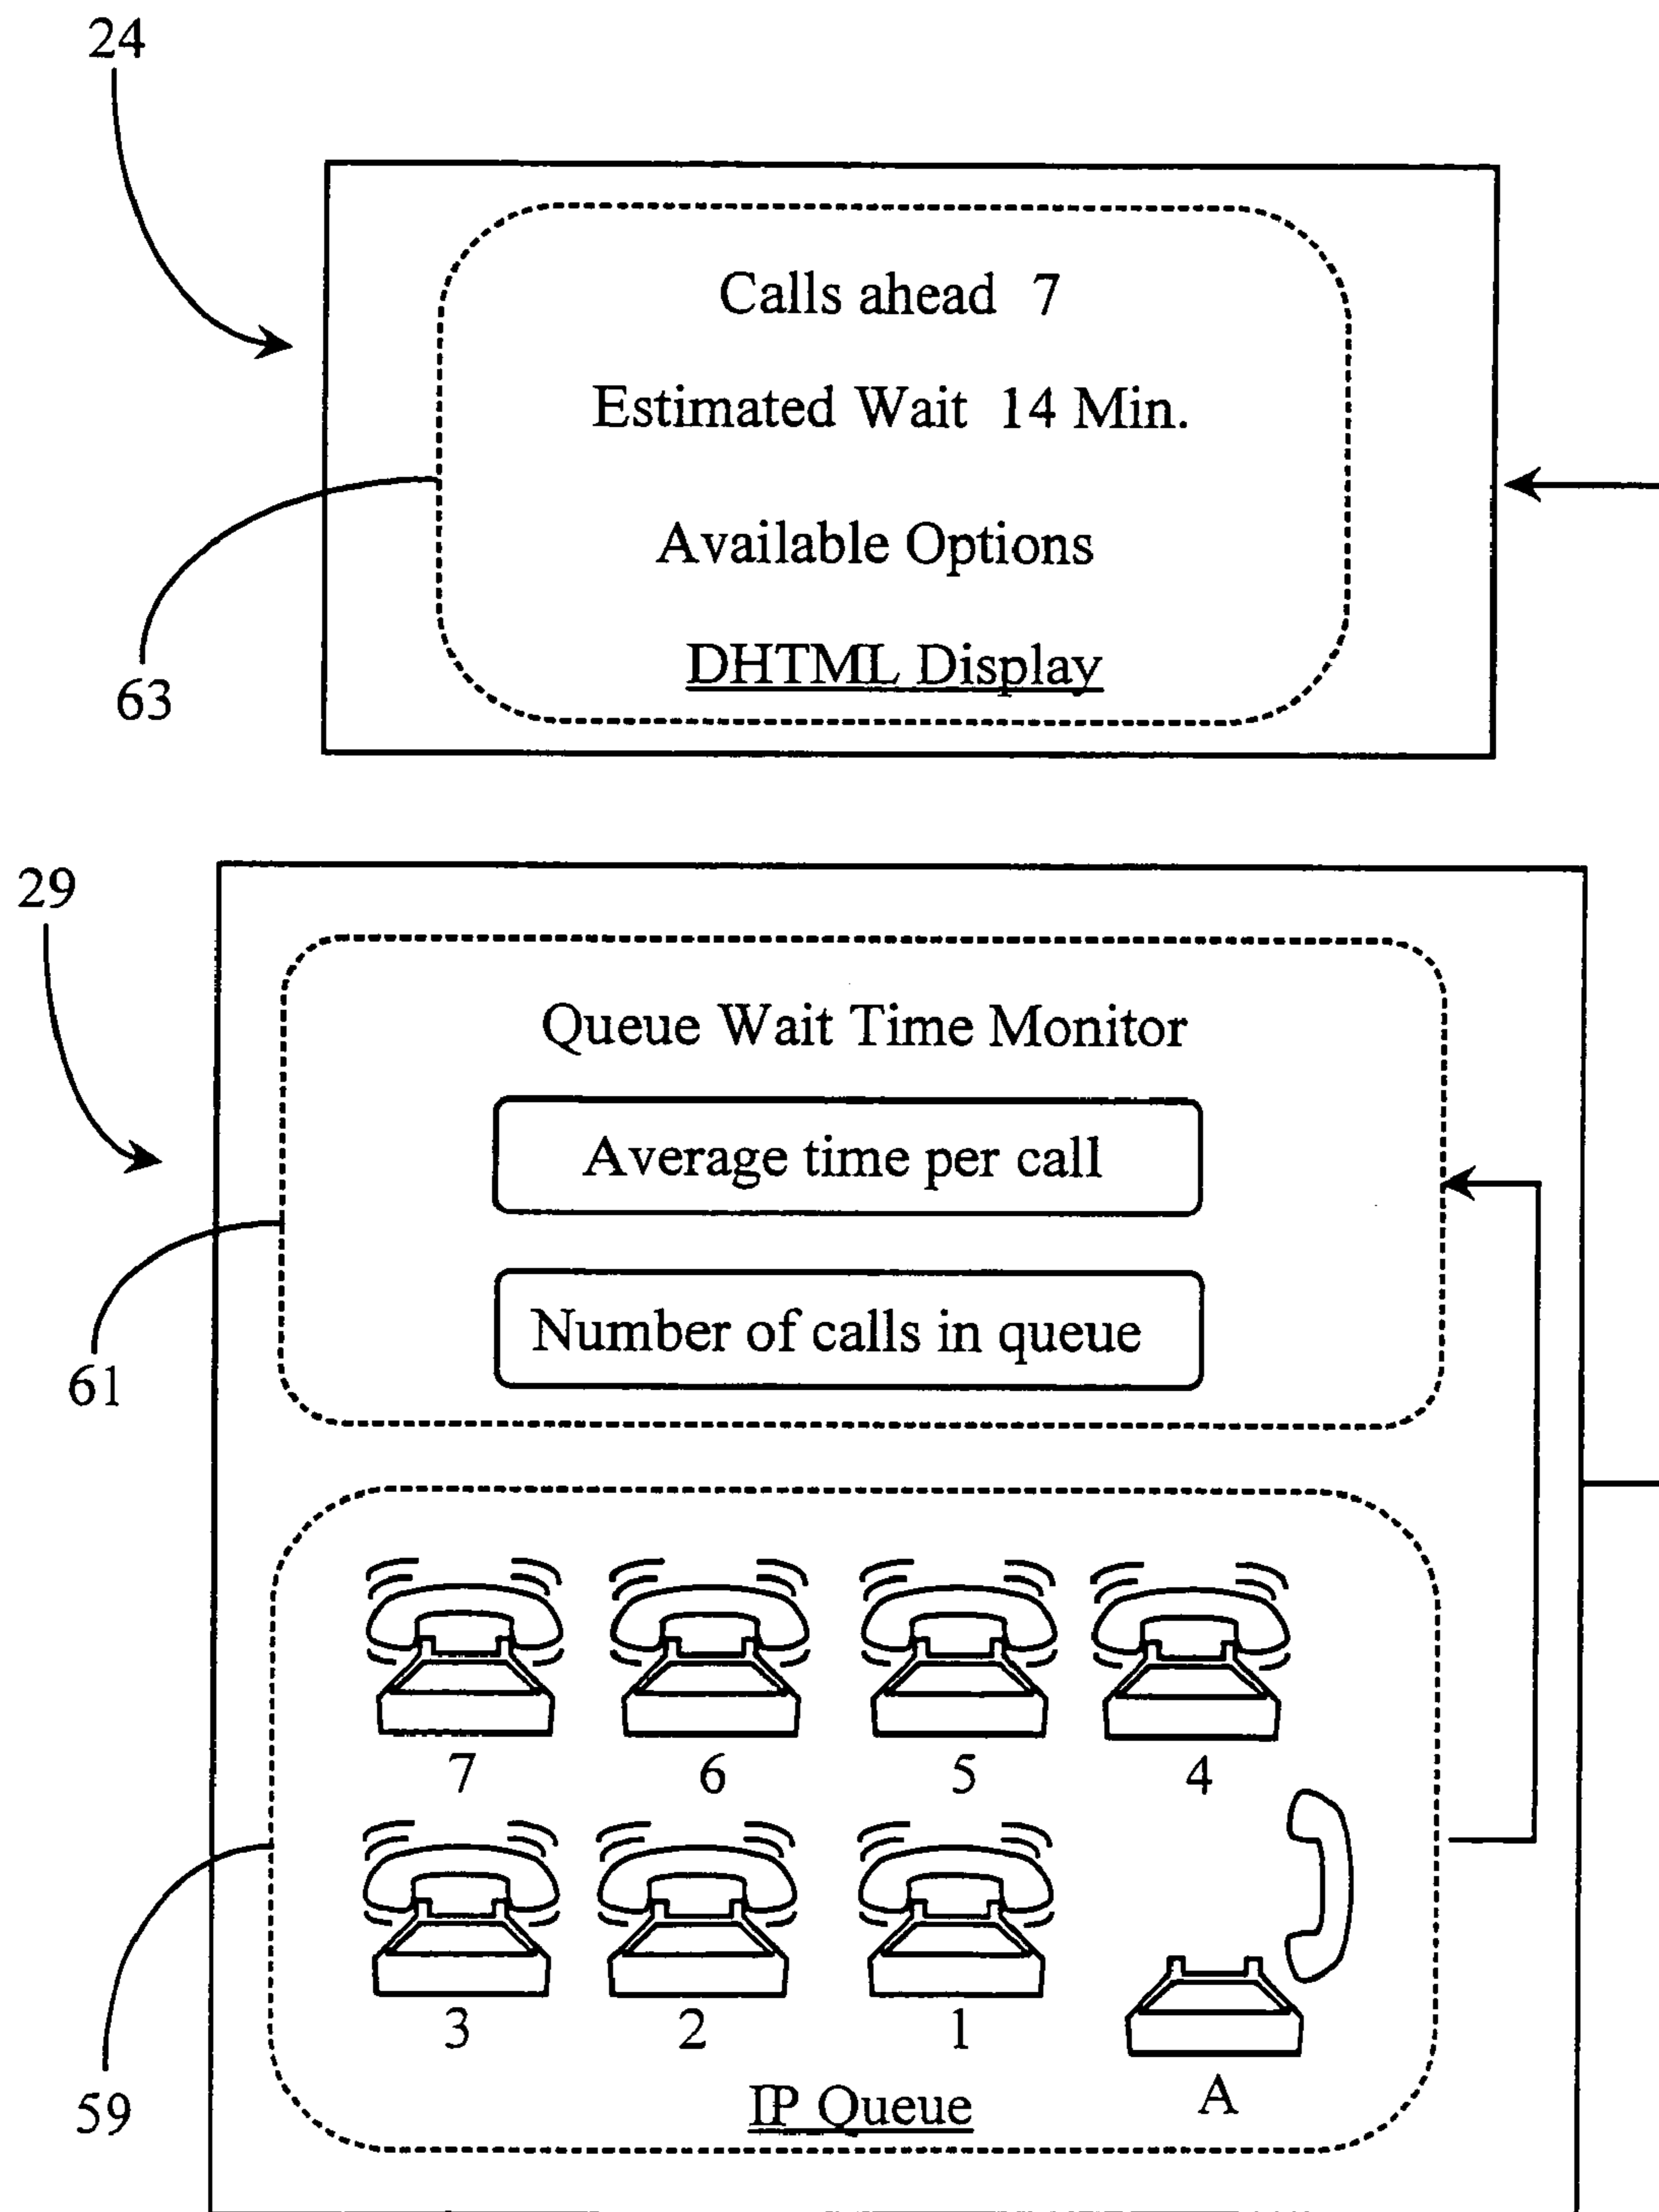 24
Calls ahead 7
Estimated Wait 14 Min.
Available Options
DHTML Display
63
29
Queue Wait Time Monitor
Average time per call
Number of calls in queue
61
7 6 5 4
3 2 1 A
IP Queue
59